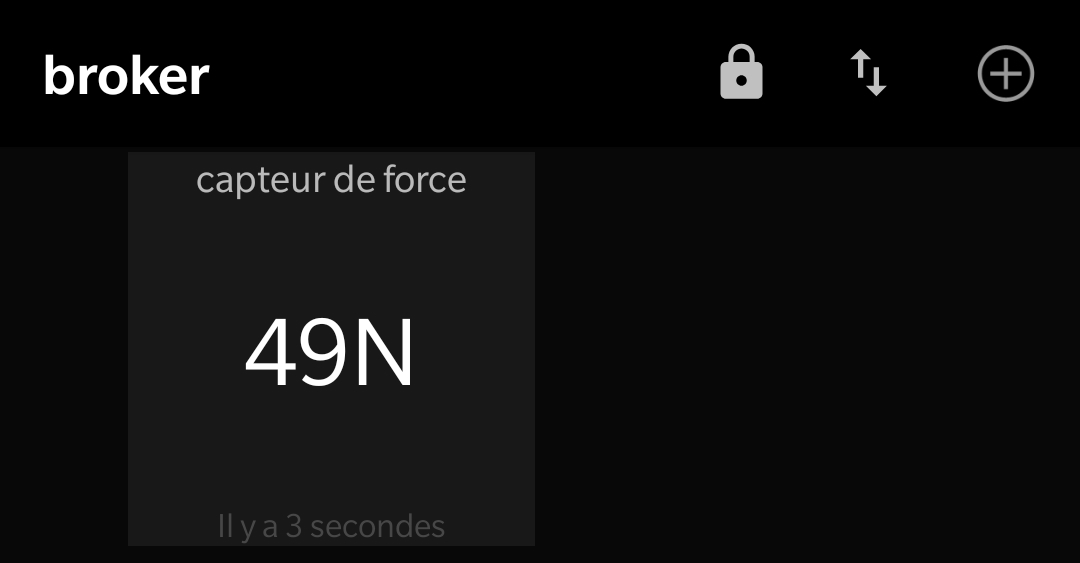 broker
capteur de force
49N
Il y a 3 secondes